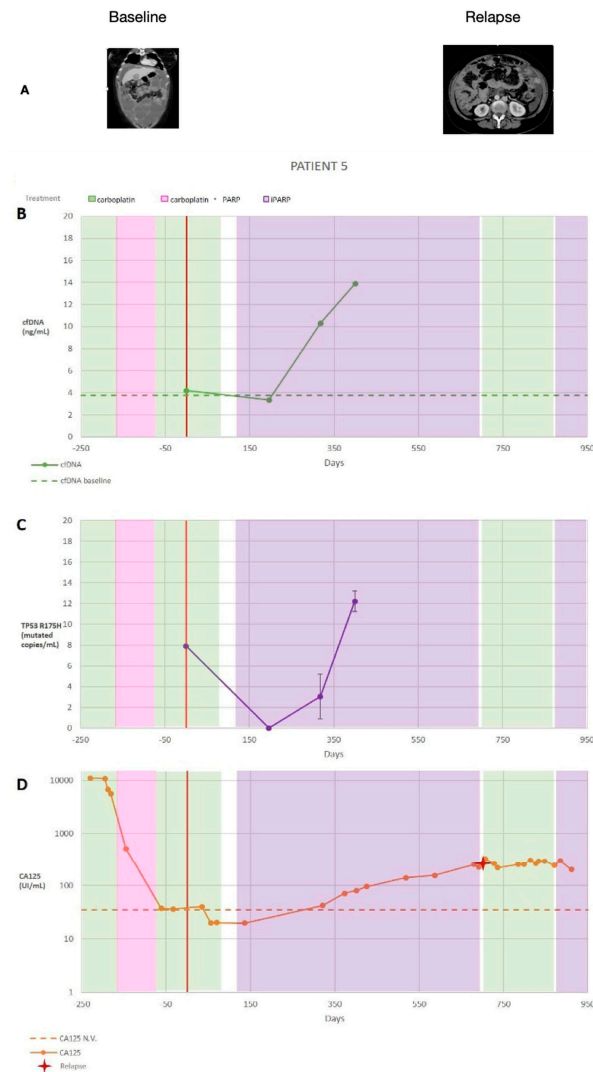 Baseline Relapse
A
PATIENT 5
Treatment carboplatin carboplatin + PARP iPARP
B
20
18
16
14
12
10
8
6
4
2
0
cfDNA
(ng/mL)
-250 -50 150 350 550 750 950
Days
cfDNA
cfDNA baseline
C
20
18
16
14
12
10
8
6
4
2
0
TP53 R175H
(mutated
copies/mL)
-250 -50 150 350 550 750 950
Days
D
10000
1000
100
10
1
CA125
(UI/mL)
250 -50 150 350 550 750 950
Days
CA125 N.V.
CA125
Relapse